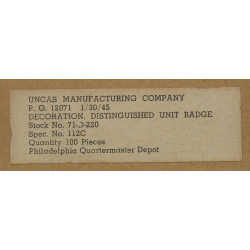 UNCAS MANUFACTURING COMPANY
P. O. 12071 1/30/45
DECORATION, DISTINGUISHED UNIT BADGE
Stock No. 71-D-220
Spec. No. 112C
Quantity 100 Pieces
Philadelphia Quartermaster Depot